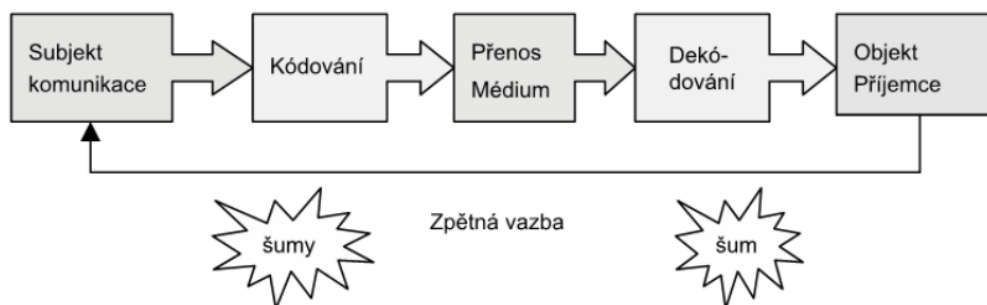 Subjekt
komunikace
Kódování
Přenos
Médium
Dekó-
dování
Objekt
Příjemce
Zpětná vazba
šumy
šum